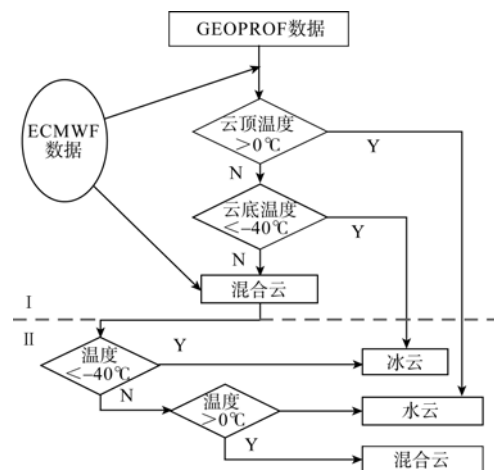 GEOPROF数据
ECMWF
数据
云顶温度
>0℃
Y
N
云底温度
<-40℃
Y
N
混合云
I
II
温度
<-40℃
Y
冰云
N
温度
>0℃
水云
Y
混合云